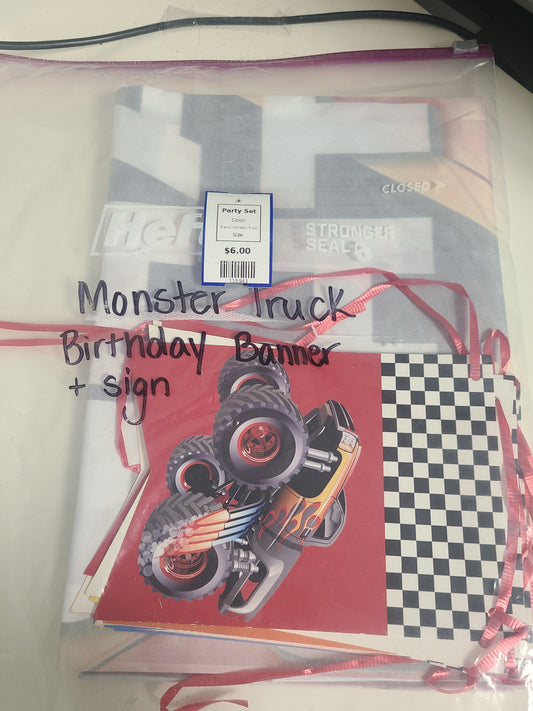 Party Set
Color:
Size:
$6.00
CLOSED
Hefty
STRONGER
SEAL
Monster Truck
Birthday Banner
+ sign